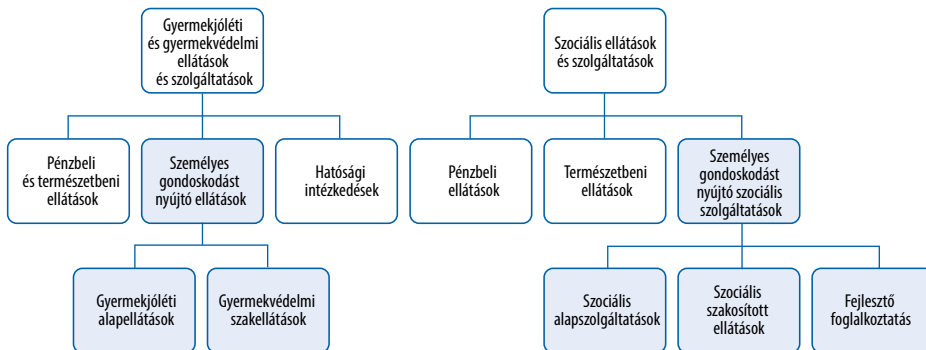 Gyermekjóléti
és gyermekvédelmi
ellátások
és szolgáltatások
Szociális ellátások
és szolgáltatások
Pénzbeli
és természetbeni
ellátások
Személyes
gondoskodást
nyújtó ellátások
Hatósági
intézkedések
Pénzbeli
ellátások
Természetbeni
ellátások
Személyes
gondoskodást
nyújtó szociális
szolgáltatások
Gyermekjóléti
alapellátások
Gyermekvédelmi
szakellátások
Szociális
alapszolgáltatások
Szociális
szakosított
ellátások
Fejlesztő
foglalkoztatás